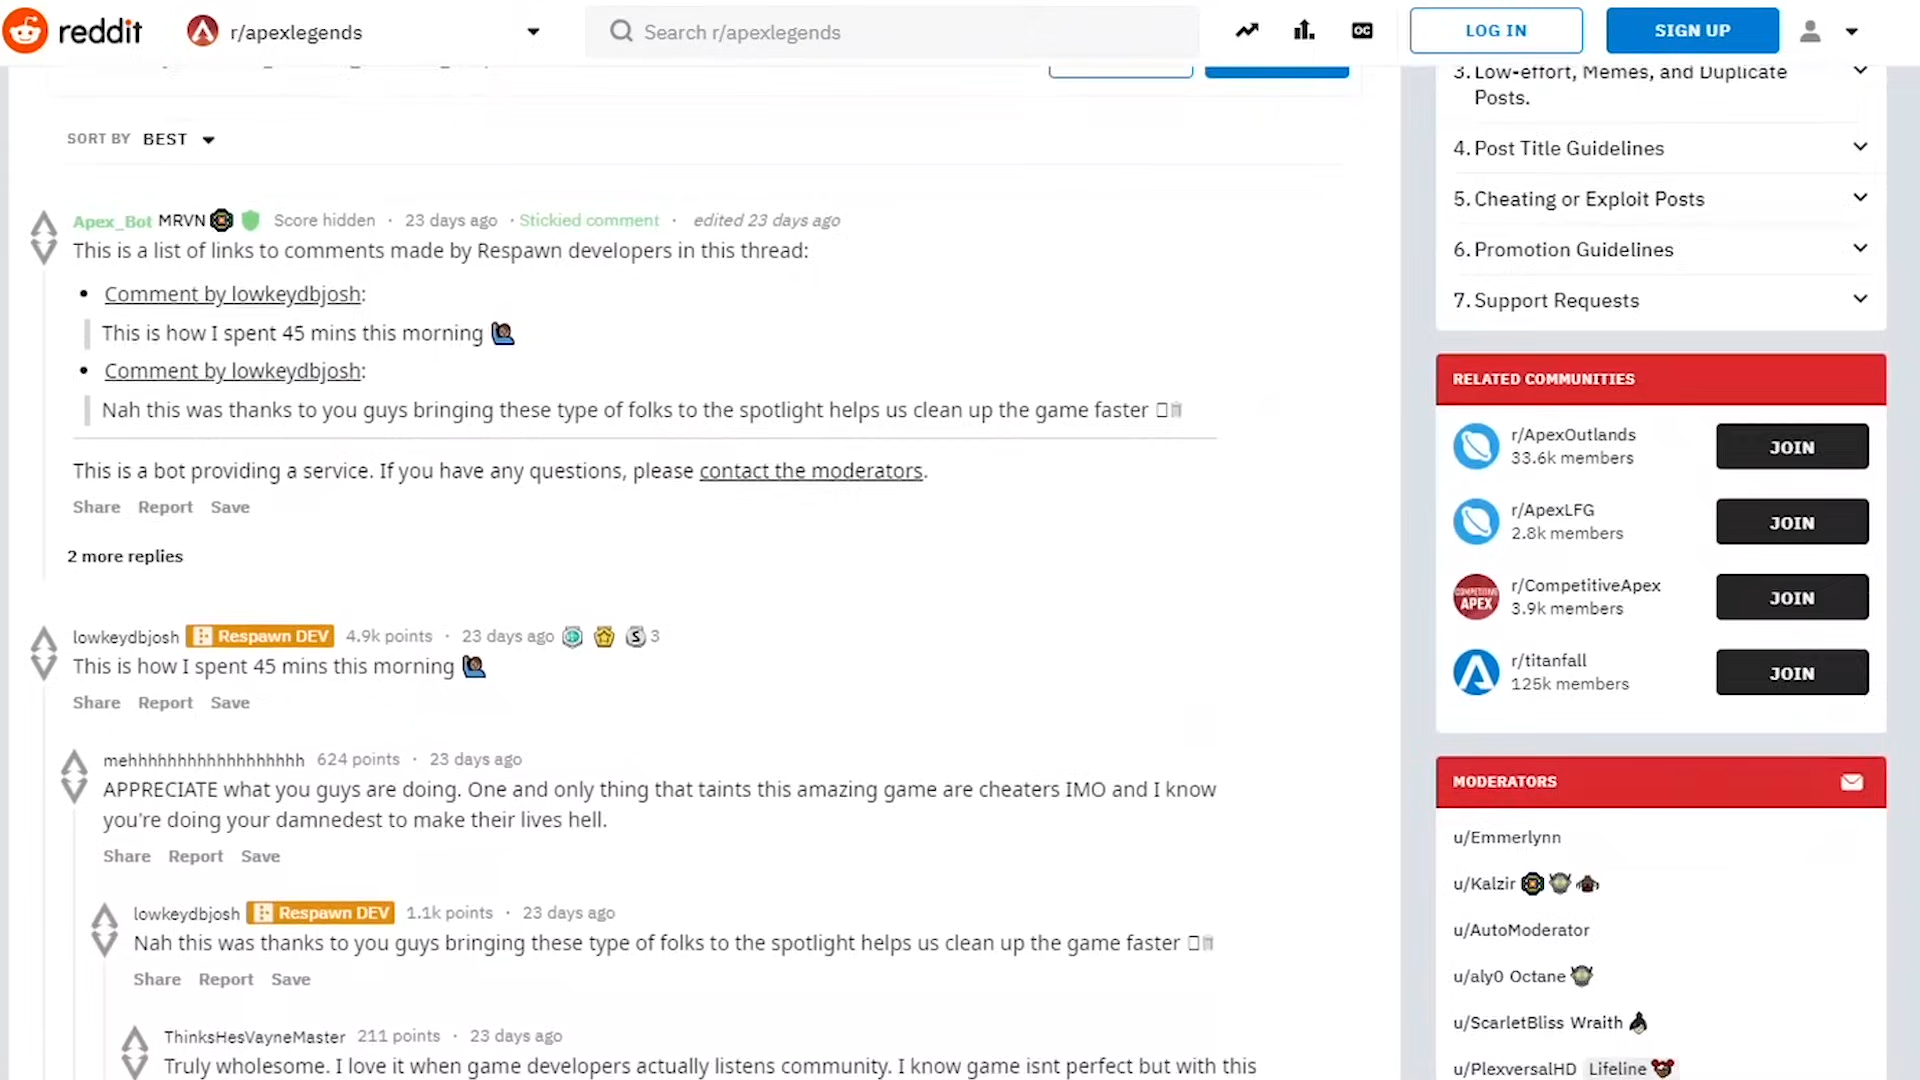 reddit
r/apexlegends
Search r/apexlegends
OC
LOG IN
SIGN UP
SORT BY BEST
Apex_Bot MRVN Score hidden · 23 days ago · Stickied comment · edited 23 days ago
This is a list of links to comments made by Respawn developers in this thread:
• Comment by lowkeydbjosh:
This is how I spent 45 mins this morning
• Comment by lowkeydbjosh:
Nah this was thanks to you guys bringing these type of folks to the spotlight helps us clean up the game faster
This is a bot providing a service. If you have any questions, please contact the moderators.
Share Report Save
2 more replies
lowkeydbjosh Respawn DEV 4.9k points · 23 days ago S 3
This is how I spent 45 mins this morning
Share Report Save
mehhhhhhhhhhhhhhhhhh 624 points · 23 days ago
APPRECIATE what you guys are doing. One and only thing that taints this amazing game are cheaters IMO and I know
you're doing your damnedest to make their lives hell.
Share Report Save
lowkeydbjosh Respawn DEV 1.1k points · 23 days ago
Nah this was thanks to you guys bringing these type of folks to the spotlight helps us clean up the game faster
Share Report Save
ThinksHesVayneMaster 211 points · 23 days ago
Truly wholesome. I love it when game developers actually listens community. I know game isnt perfect but with this
3. Low-effort, Memes, and Duplicate
Posts.
4. Post Title Guidelines
5. Cheating or Exploit Posts
6. Promotion Guidelines
7. Support Requests
RELATED COMMUNITIES
r/ApexOutlands
33.6k members
JOIN
r/ApexLFG
2.8k members
JOIN
COMPETITIVE
APEX
r/CompetitiveApex
3.9k members
JOIN
r/titanfall
125k members
JOIN
MODERATORS
u/Emmerlynn
u/Kalzir
u/AutoModerator
u/aly0 Octane
u/ScarletBliss Wraith
u/PlexversalHD Lifeline